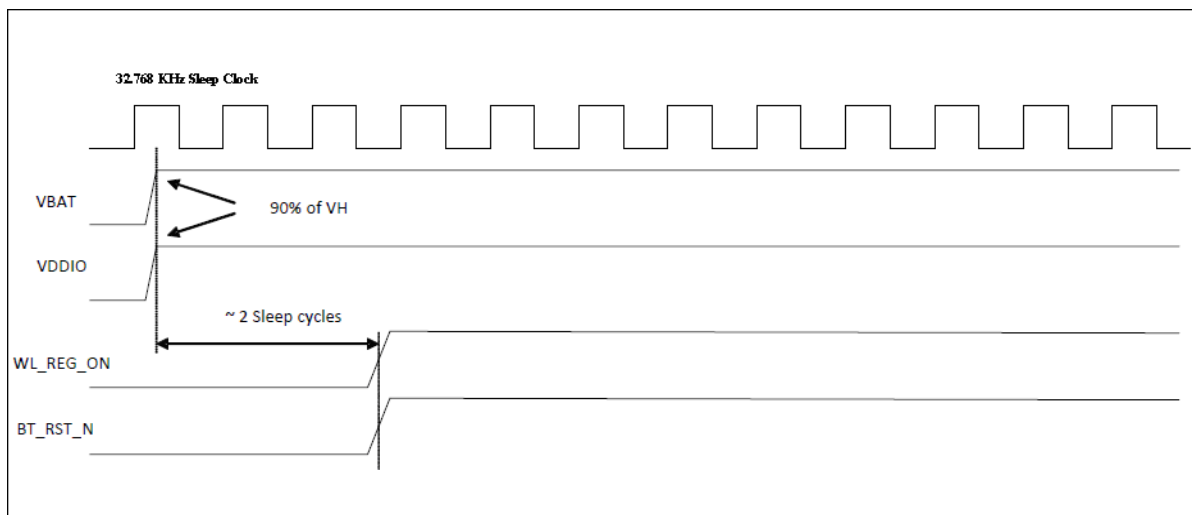 32.768 KHz Sleep Clock
VBAT
90% of VH
VDDIO
~ 2 Sleep cycles
WL_REG_ON
BT_RST_N